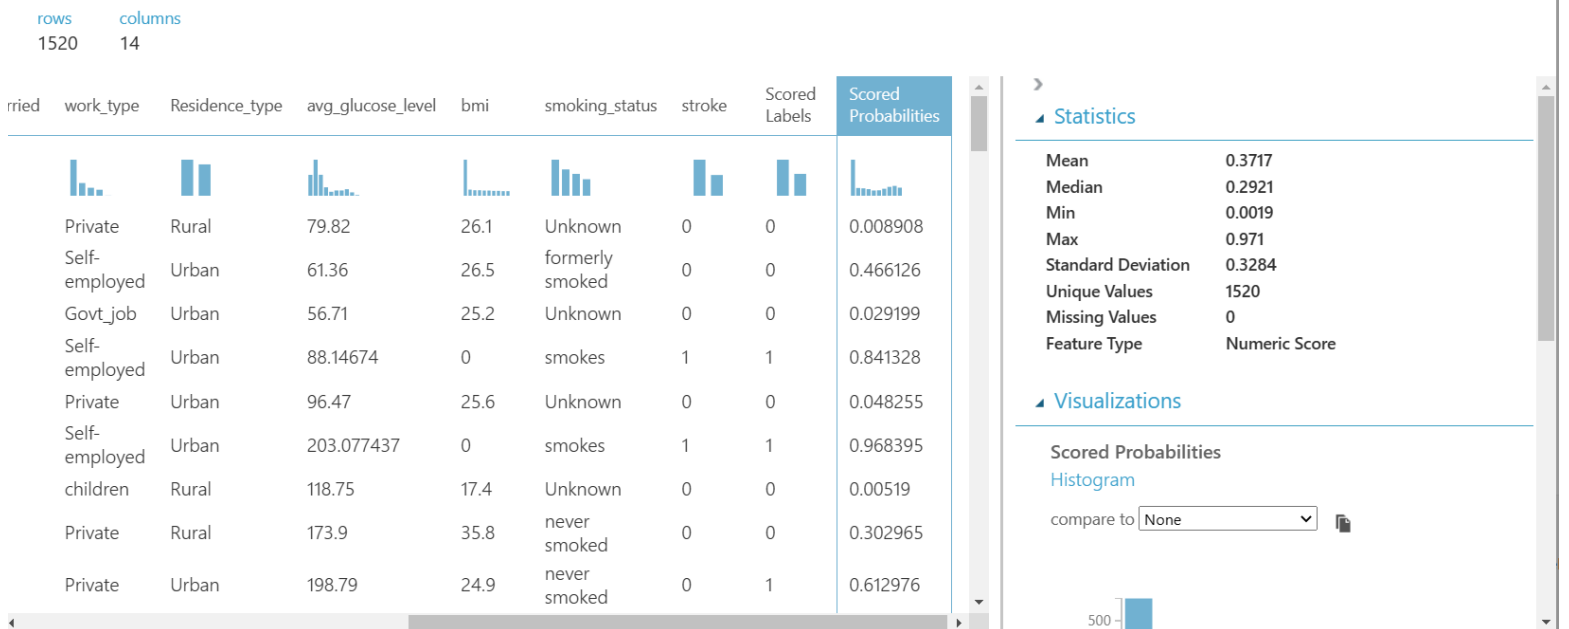 rows columns
1520 14
rried work_type Residence_type avg_glucose_level bmi smoking_status stroke Scored Labels Scored Probabilities
Private Rural 79.82 26.1 Unknown 0 0 0.008908
Self-employed Urban 61.36 26.5 formerly smoked 0 0 0.466126
Govt_job Urban 56.71 25.2 Unknown 0 0 0.029199
Self-employed Urban 88.14674 0 smokes 1 1 0.841328
Private Urban 96.47 25.6 Unknown 0 0 0.048255
Self-employed Urban 203.077437 0 smokes 1 1 0.968395
children Rural 118.75 17.4 Unknown 0 0 0.00519
Private Rural 173.9 35.8 never smoked 0 0 0.302965
Private Urban 198.79 24.9 never smoked 0 1 0.612976
Statistics
Mean 0.3717
Median 0.2921
Min 0.0019
Max 0.971
Standard Deviation 0.3284
Unique Values 1520
Missing Values 0
Feature Type Numeric Score
Visualizations
Scored Probabilities
Histogram
compare to None
500